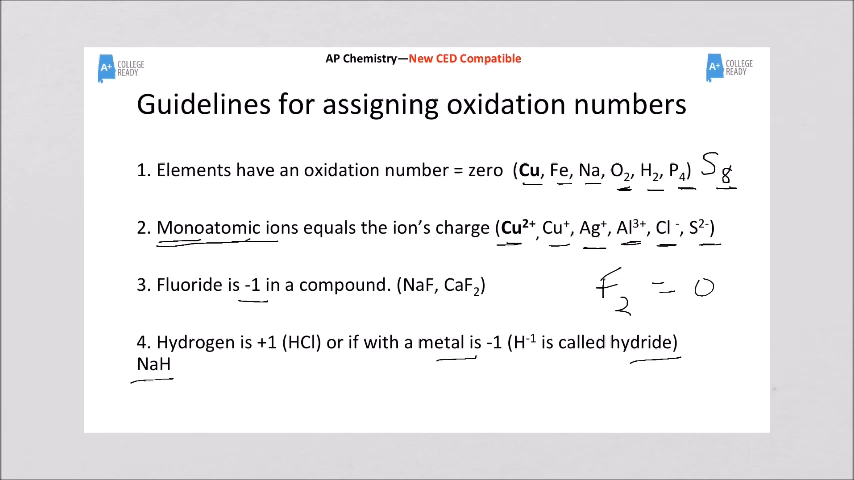 A+ COLLEGE READY
AP Chemistry—New CED Compatible
A+ COLLEGE READY
Guidelines for assigning oxidation numbers
1. Elements have an oxidation number = zero (Cu, Fe, Na, O₂, H₂, P₄) S₈
2. Monoatomic ions equals the ion's charge (Cu²⁺, Cu⁺, Ag⁺, Al³⁺, Cl ⁻, S²⁻)
3. Fluoride is -1 in a compound. (NaF, CaF₂) F₂ = 0
4. Hydrogen is +1 (HCl) or if with a metal is -1 (H⁻¹ is called hydride)
NaH